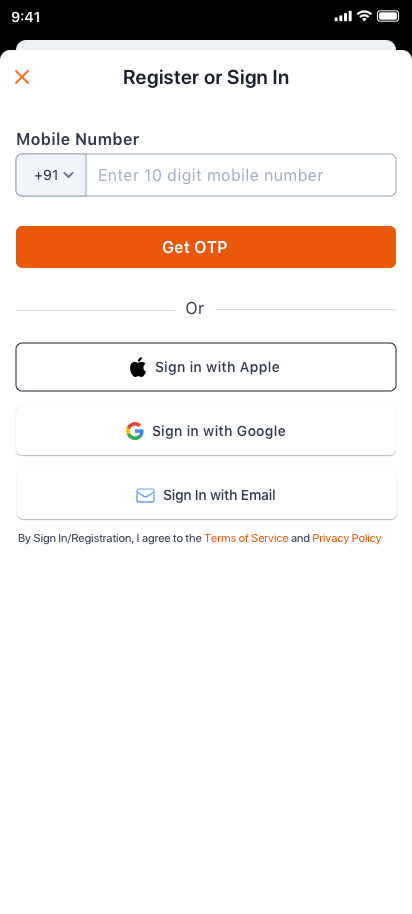 9:41
Register or Sign In
Mobile Number
+91 Enter 10 digit mobile number
Get OTP
Or
Sign in with Apple
Sign in with Google
Sign In with Email
By Sign In/Registration, I agree to the Terms of Service and Privacy Policy